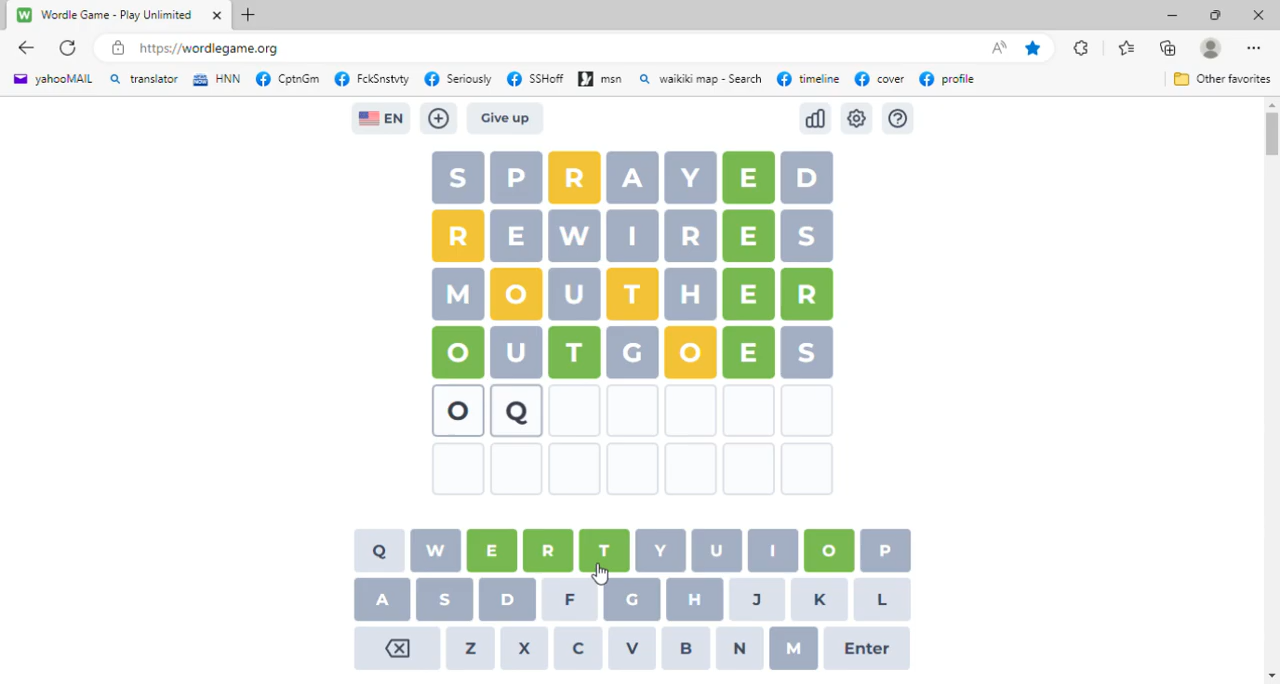 Wordle Game - Play Unlimited
https://wordlegame.org
yahooMAIL translator HNN CptnGm FckSnstvty Seriously SSHoff msn waikiki map - Search timeline cover profile Other favorites
EN Give up
S P R A Y E D
R E W I R E S
M O U T H E R
O U T G O E S
O Q
Q W E R T Y U I O P
A S D F G H J K L
Z X C V B N M Enter